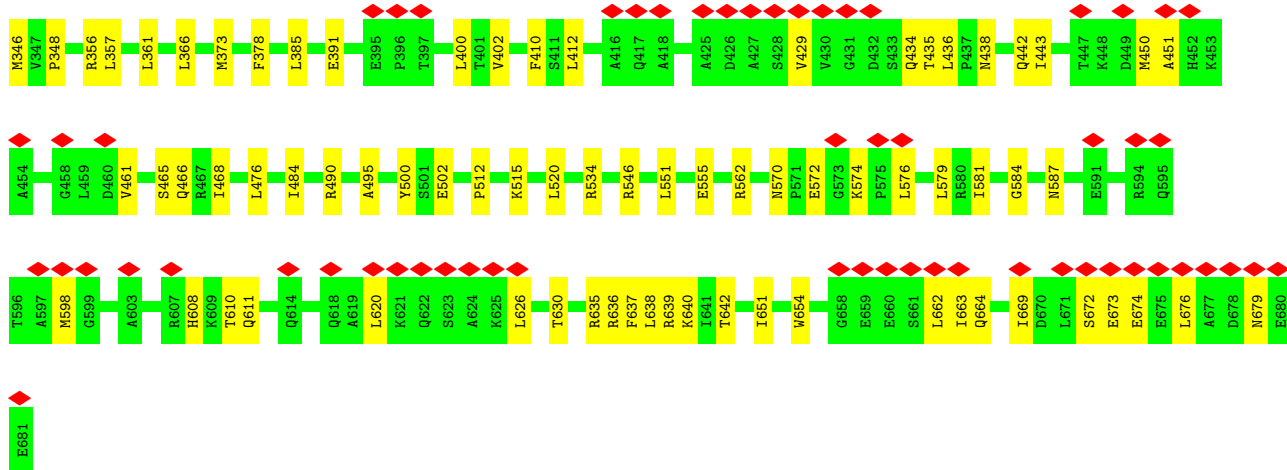 M346 V347 P348 R356 L357 L361 L366 M373 F378 L385 E391 E395 P396 T397 L400 T401 V402 F410 S411 L412 A416 Q417 A418 A425 D426 A427 S428 V429 V430 G431 D432 S433 Q434 T435 L436 P437 N438 Q442 I443 T447 K448 D449 M450 A451 H452 K453
A454 G458 L459 D460 V461 S465 Q466 R467 I468 L476 I484 R490 A495 Y500 S501 E502 P512 K515 L520 R534 R546 L551 E555 R562 N570 P571 E572 G573 K574 P575 L576 L579 R580 I581 G584 N587 E591 R594 Q595
T596 A597 M598 G599 A603 R607 H608 K609 T610 Q611 Q614 Q618 A619 L620 K621 Q622 S623 A624 K625 L626 T630 R635 R636 F637 L638 R639 K640 I641 T642 I651 W654 G658 E659 E660 S661 L662 I663 Q664 I669 D670 L671 S672 E673 E674 E675 L676 A677 D678 N679 E680
E681